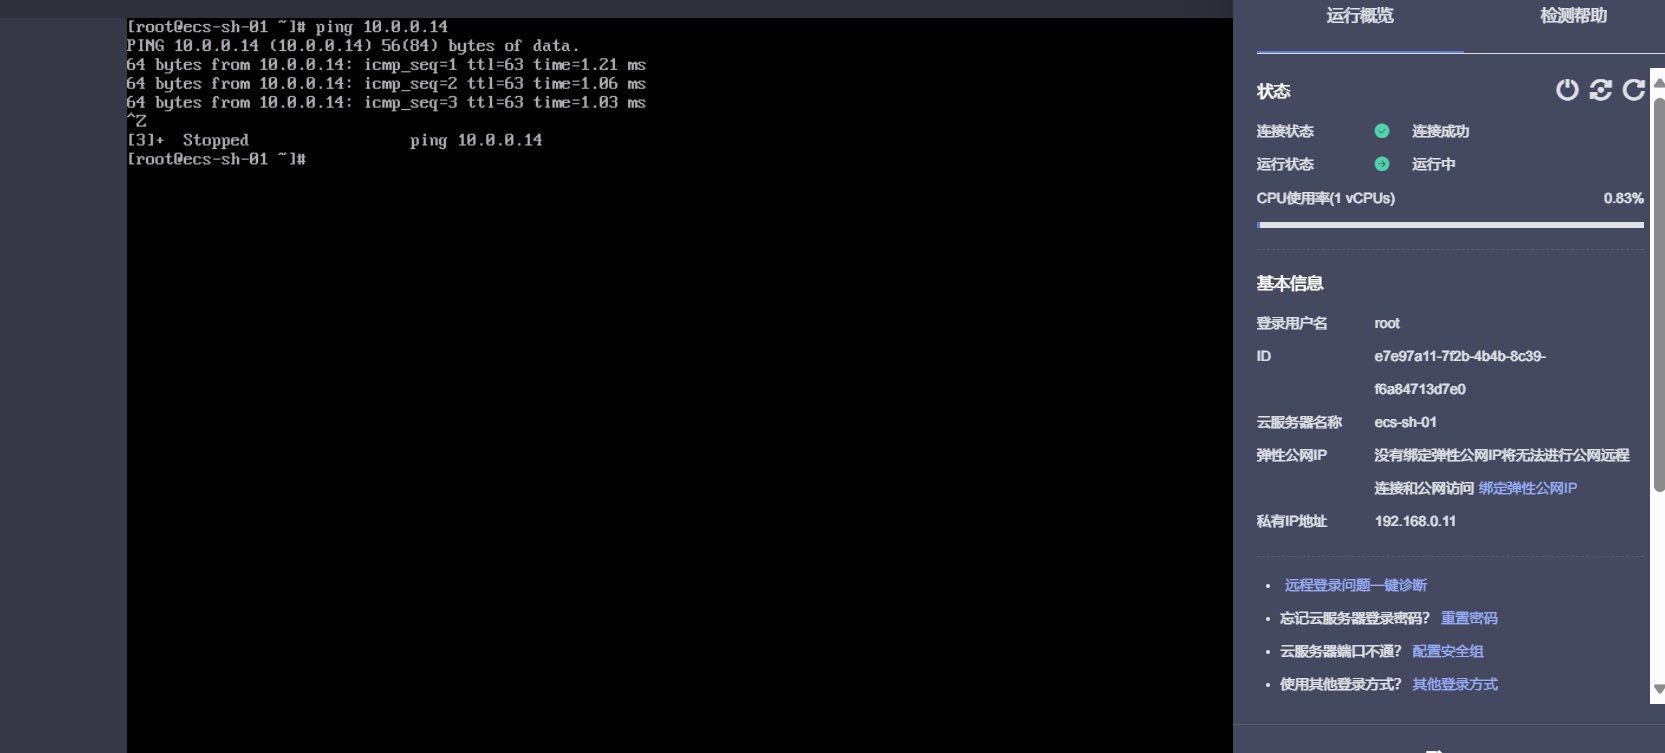 [root@ecs-sh-01 ~]# ping 10.0.0.14
PING 10.0.0.14 (10.0.0.14) 56(84) bytes of data.
64 bytes from 10.0.0.14: icmp_seq=1 ttl=63 time=1.21 ms
64 bytes from 10.0.0.14: icmp_seq=2 ttl=63 time=1.06 ms
64 bytes from 10.0.0.14: icmp_seq=3 ttl=63 time=1.03 ms
^Z
[3]+  Stopped                 ping 10.0.0.14
[root@ecs-sh-01 ~]#
运行概览 检测帮助
状态
连接状态 连接成功
运行状态 运行中
CPU使用率(1 vCPUs) 0.83%
基本信息
登录用户名 root
ID e7e97a11-7f2b-4b4b-8c39-
f6a84713d7e0
云服务器名称 ecs-sh-01
弹性公网IP 没有绑定弹性公网IP将无法进行公网远程
连接和公网访问 绑定弹性公网IP
私有IP地址 192.168.0.11
• 远程登录问题一键诊断
• 忘记云服务器登录密码？ 重置密码
• 云服务器端口不通？ 配置安全组
• 使用其他登录方式？ 其他登录方式